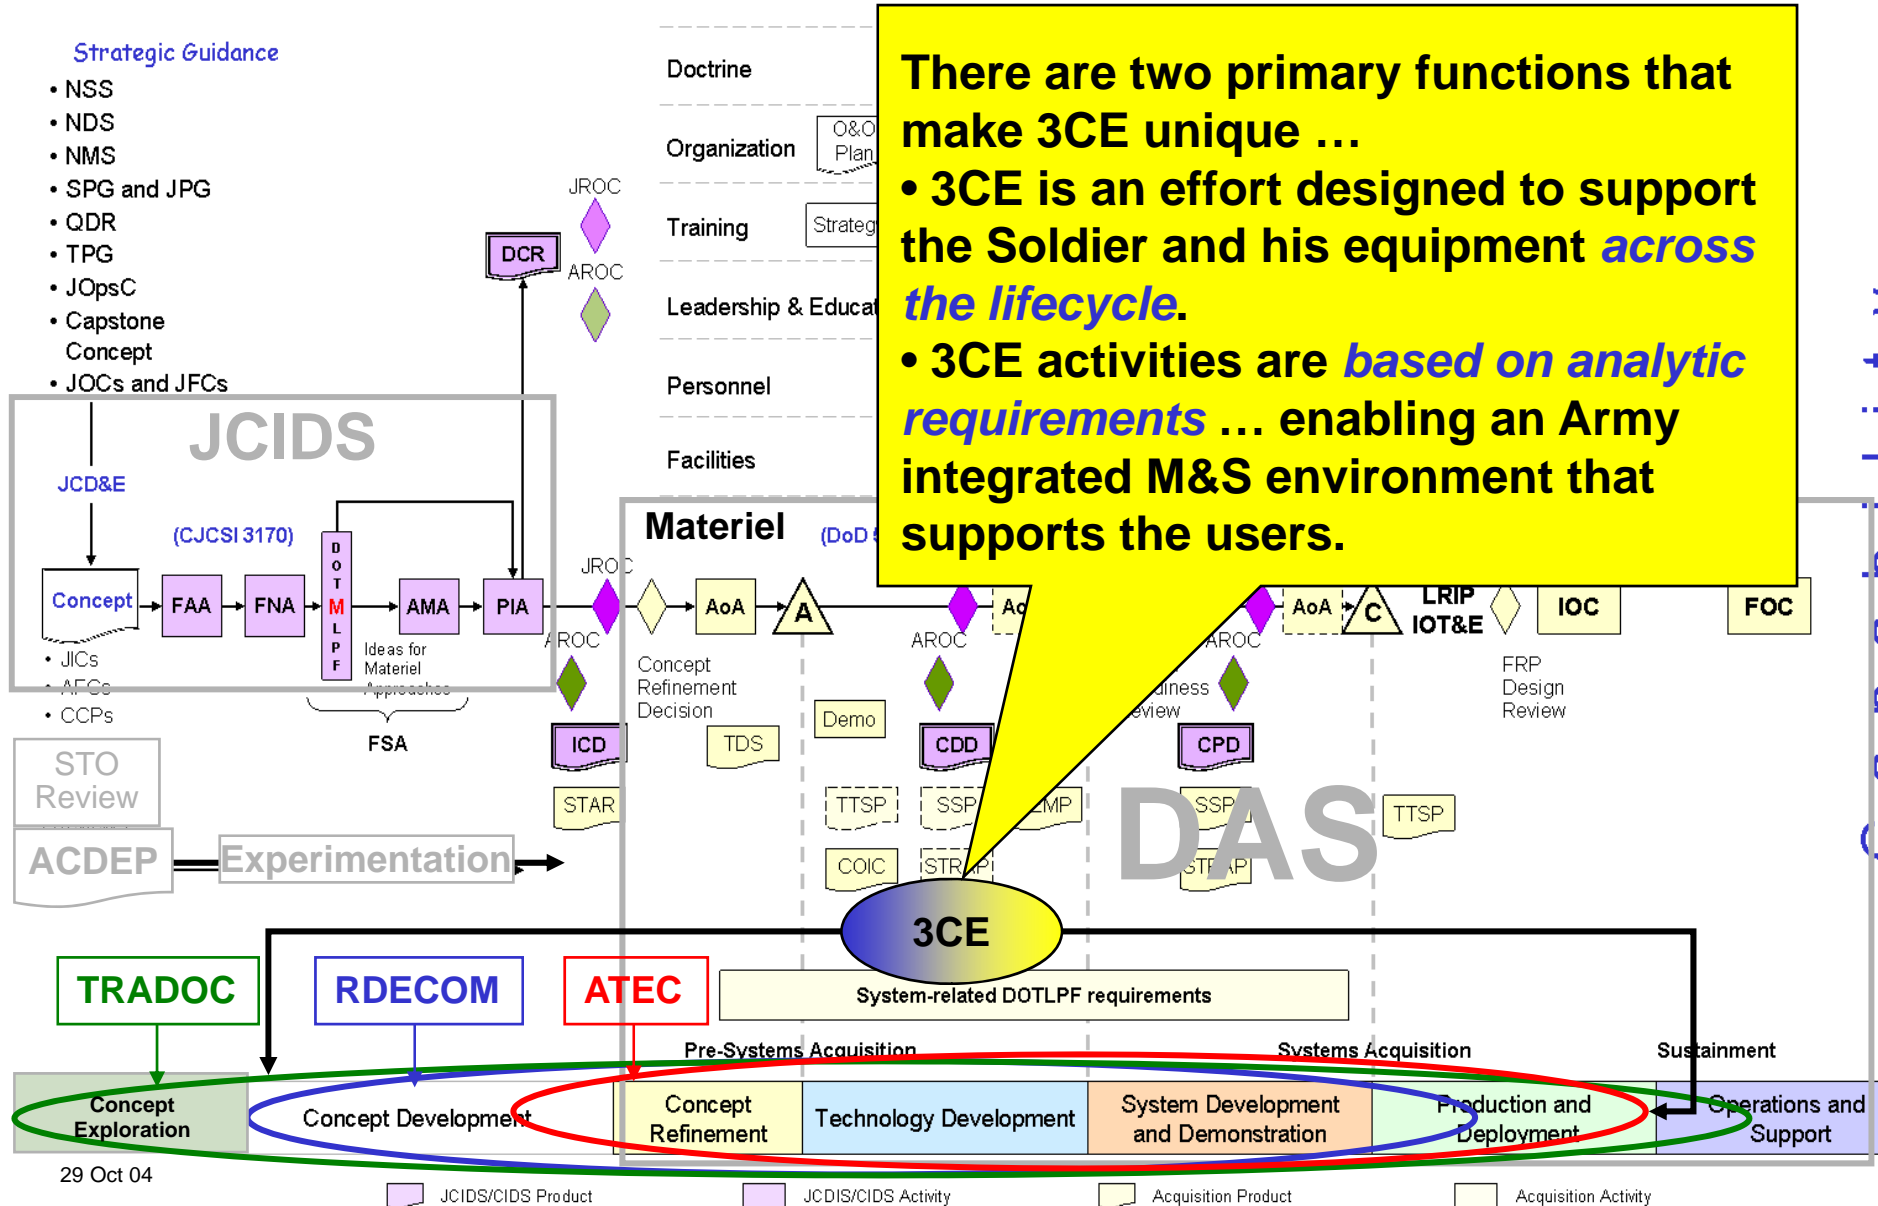 Strategic Guidance
• NSS
• NDS
• NMS
• SPG and JPG
• QDR
• TPG
• JOpsC
• Capstone
Concept
• JOCs and JFCs
JCIDS
JCD&E
(CJCSI 3170)
Concept
FAA
FNA
D
O
T
M
L
P
F
AMA
PIA
• JICs
• CCPs
Ideas for
Materiel
Approaches
FSA
DCR
JROC
AROC
Doctrine
Organization
O&O
Plan
Training
Leadership &
Personnel
Facilities
There are two primary functions that
make 3CE unique …
• 3CE is an effort designed to support
the Soldier and his equipment across
the lifecycle.
• 3CE activities are based on analytic
requirements … enabling an Army
integrated M&S environment that
supports the users.
Materiel
(DoD
JROC
AROC
AoA
A
AROC
AROC
AoA
C
LRIP
IOT&E
IOC
FOC
Concept
Refinement
Decision
FRP
Design
Review
ICD
TDS
Demo
CDD
CPD
STAR
TTSP
SSP
SSP
TTSP
COIC
STRAP
STRAP
DAS
STO
Review
ACDEP
Experimentation
3CE
TRADOC
RDECOM
ATEC
System-related DOTLPF requirements
Pre-Systems Acquisition
Systems Acquisition
Sustainment
Concept
Exploration
Concept Development
Concept
Refinement
Technology Development
System Development
and Demonstration
Production and
Deployment
Operations and
Support
29 Oct 04
JCIDS/CIDS Product
JCDIS/CIDS Activity
Acquisition Product
Acquisition Activity